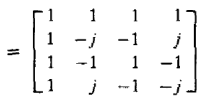 = [ 1 1 1 1
1 -j -1 j
1 -1 1 -1
1 j -1 -j ]